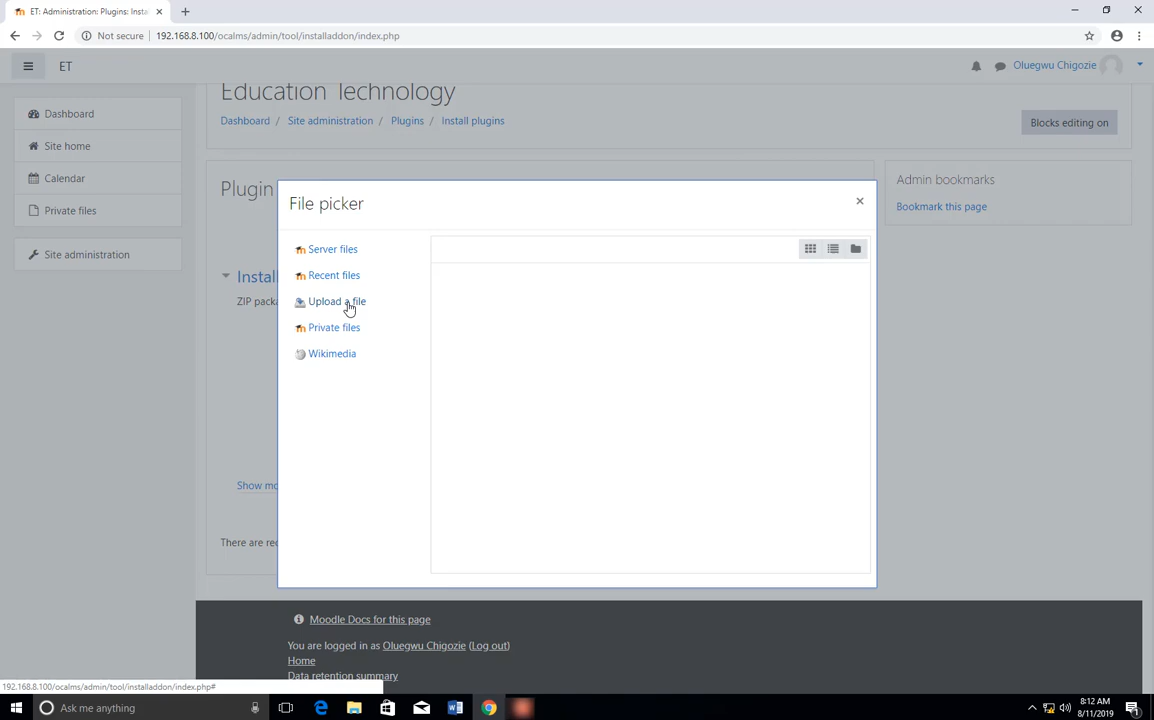 ET: Administration: Plugins: Insta
Not secure
192.168.8.100/ocalms/admin/tool/installaddon/index.php
ET
Oluegwu Chigozie
Education Technology
Dashboard / Site administration / Plugins / Install plugins
Blocks editing on
Dashboard
Site home
Calendar
Private files
Site administration
Plugin
Install
ZIP packa
Show mo
There are req
Admin bookmarks
Bookmark this page
File picker
Server files
Recent files
Upload a file
Private files
Wikimedia
Moodle Docs for this page
You are logged in as Oluegwu Chigozie (Log out)
Home
Data retention summary
192.168.8.100/ocalms/admin/tool/installaddon/index.php#
Ask me anything
8:12 AM
8/11/2019